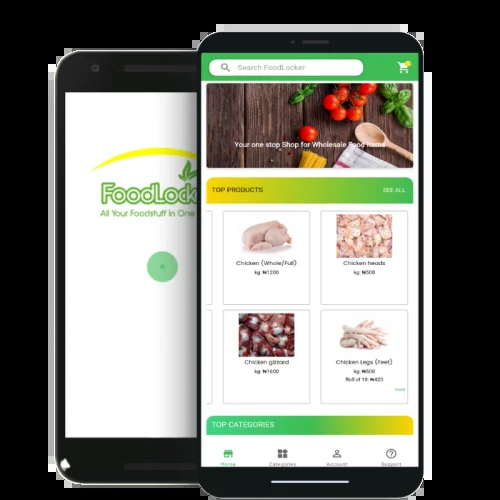 FoodLock
All Your Foodstuff in One
Search FoodLocker
Your one stop Shop for Wholesale Food Items
TOP PRODUCTS
SEE ALL
Chicken (Whole/Full)
kg: ₦1200
Chicken heads
kg: ₦500
Chicken gizzard
kg: ₦1600
Chicken Legs (Feet)
kg: ₦600
Roll of 18: ₦420
more
TOP CATEGORIES
Home
Categories
Account
Support